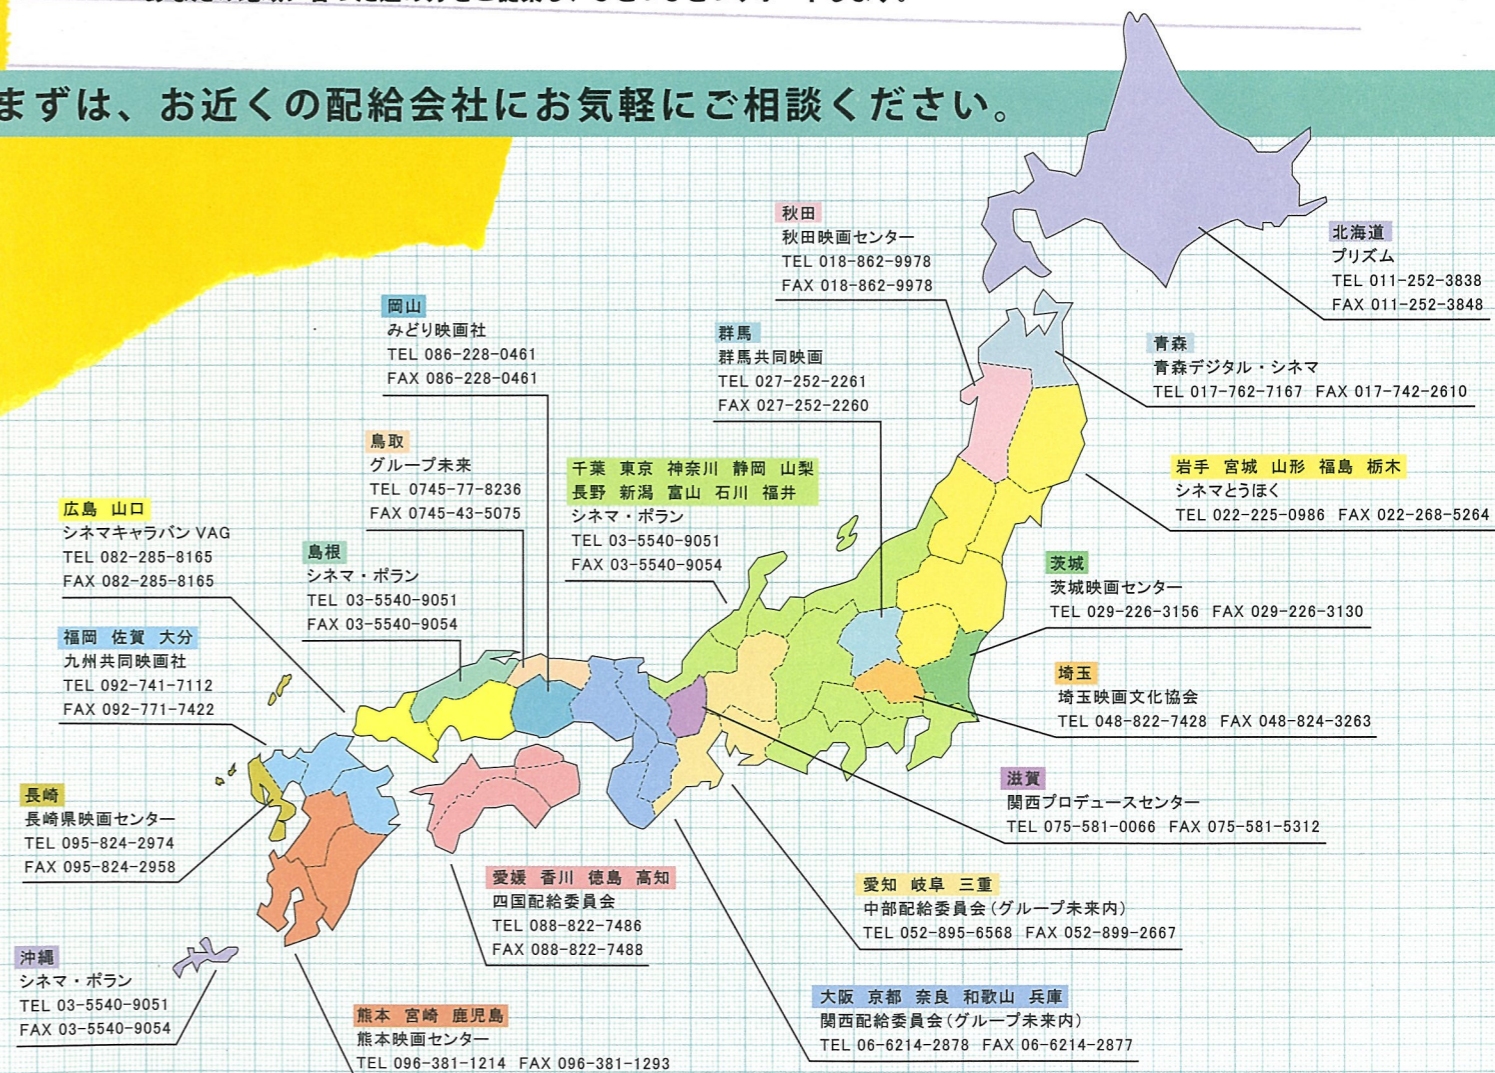 まずは、お近くの配給会社にお気軽にご相談ください。
秋田
秋田映画センター
TEL 018-862-9978
FAX 018-862-9978
北海道
プリズム
TEL 011-252-3838
FAX 011-252-3848
岡山
みどり映画社
TEL 086-228-0461
FAX 086-228-0461
群馬
群馬共同映画
TEL 027-252-2261
FAX 027-252-2260
青森
青森デジタル・シネマ
TEL 017-762-7167 FAX 017-742-2610
鳥取
グループ未来
TEL 0745-77-8236
FAX 0745-43-5075
千葉 東京 神奈川 静岡 山梨
長野 新潟 富山 石川 福井
シネマ・ポラン
TEL 03-5540-9051
FAX 03-5540-9054
岩手 宮城 山形 福島 栃木
シネマとうほく
TEL 022-225-0986 FAX 022-268-5264
広島 山口
シネマキャラバン VAG
TEL 082-285-8165
FAX 082-285-8165
島根
シネマ・ポラン
TEL 03-5540-9051
FAX 03-5540-9054
茨城
茨城映画センター
TEL 029-226-3156 FAX 029-226-3130
福岡 佐賀 大分
九州共同映画社
TEL 092-741-7112
FAX 092-771-7422
埼玉
埼玉映画文化協会
TEL 048-822-7428 FAX 048-824-3263
長崎
長崎県映画センター
TEL 095-824-2974
FAX 095-824-2958
滋賀
関西プロデュースセンター
TEL 075-581-0066 FAX 075-581-5312
愛媛 香川 徳島 高知
四国配給委員会
TEL 088-822-7486
FAX 088-822-7488
愛知 岐阜 三重
中部配給委員会(グループ未来内)
TEL 052-895-6568 FAX 052-899-2667
沖縄
シネマ・ポラン
TEL 03-5540-9051
FAX 03-5540-9054
熊本 宮崎 鹿児島
熊本映画センター
TEL 096-381-1214 FAX 096-381-1293
大阪 京都 奈良 和歌山 兵庫
関西配給委員会(グループ未来内)
TEL 06-6214-2878 FAX 06-6214-2877